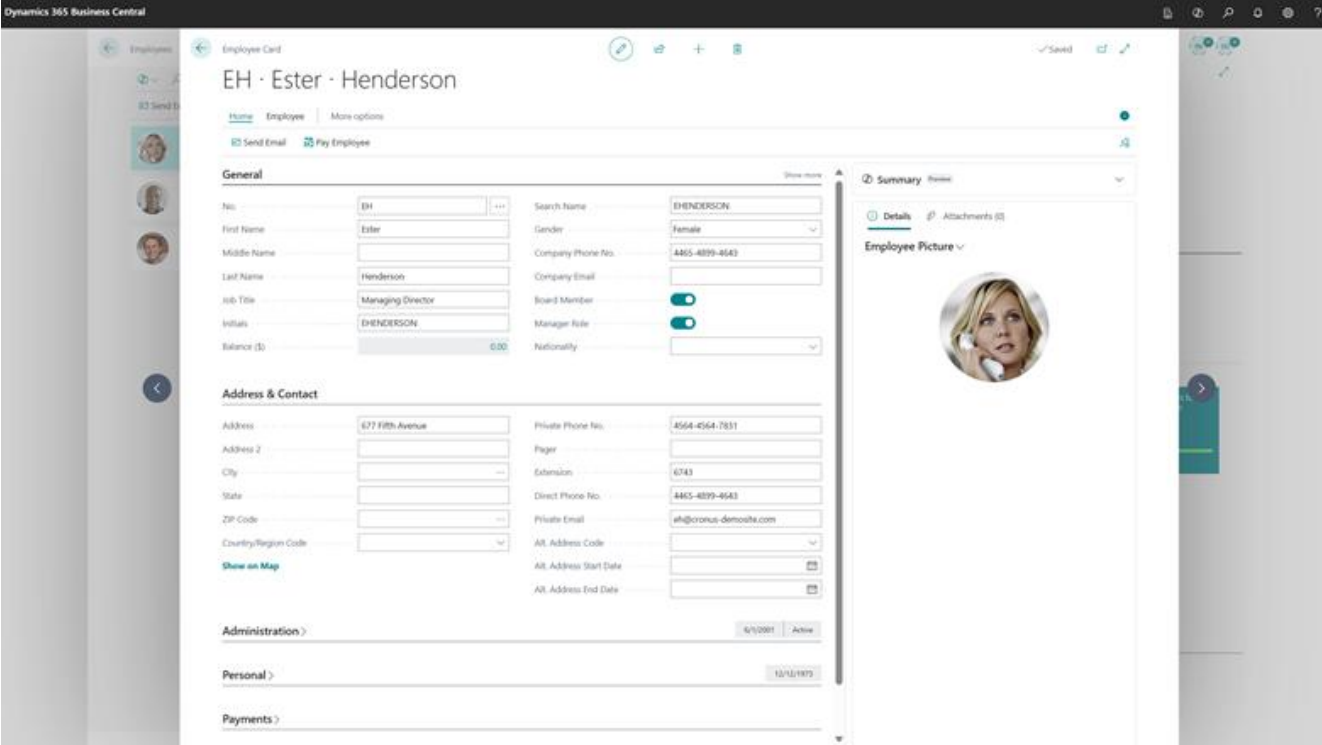 Dynamics 365 Business Central
?
Employees
Employee Card
Saved
EH · Ester · Henderson
Home Employee More options
Send Email Pay Employee
General Show more
No. EH
First Name Ester
Middle Name
Last Name Henderson
Job Title Managing Director
Initials EHENDERSON
Balance ($) 0.00
Search Name EHENDERSON
Gender Female
Company Phone No. 4465-4899-4643
Company Email
Board Member
Manager Role
Nationality
Address & Contact
Address 677 Fifth Avenue
Address 2
City
State
ZIP Code
Country/Region Code
Show on Map
Private Phone No. 4564-4564-7831
Pager
Extension 6743
Direct Phone No. 4465-4899-4643
Private Email eh@cronus-demosite.com
Alt. Address Code
Alt. Address Start Date
Alt. Address End Date
Administration 6/1/2001 Active
Personal 12/12/1973
Payments
Summary Preview
Details Attachments (0)
Employee Picture
Send